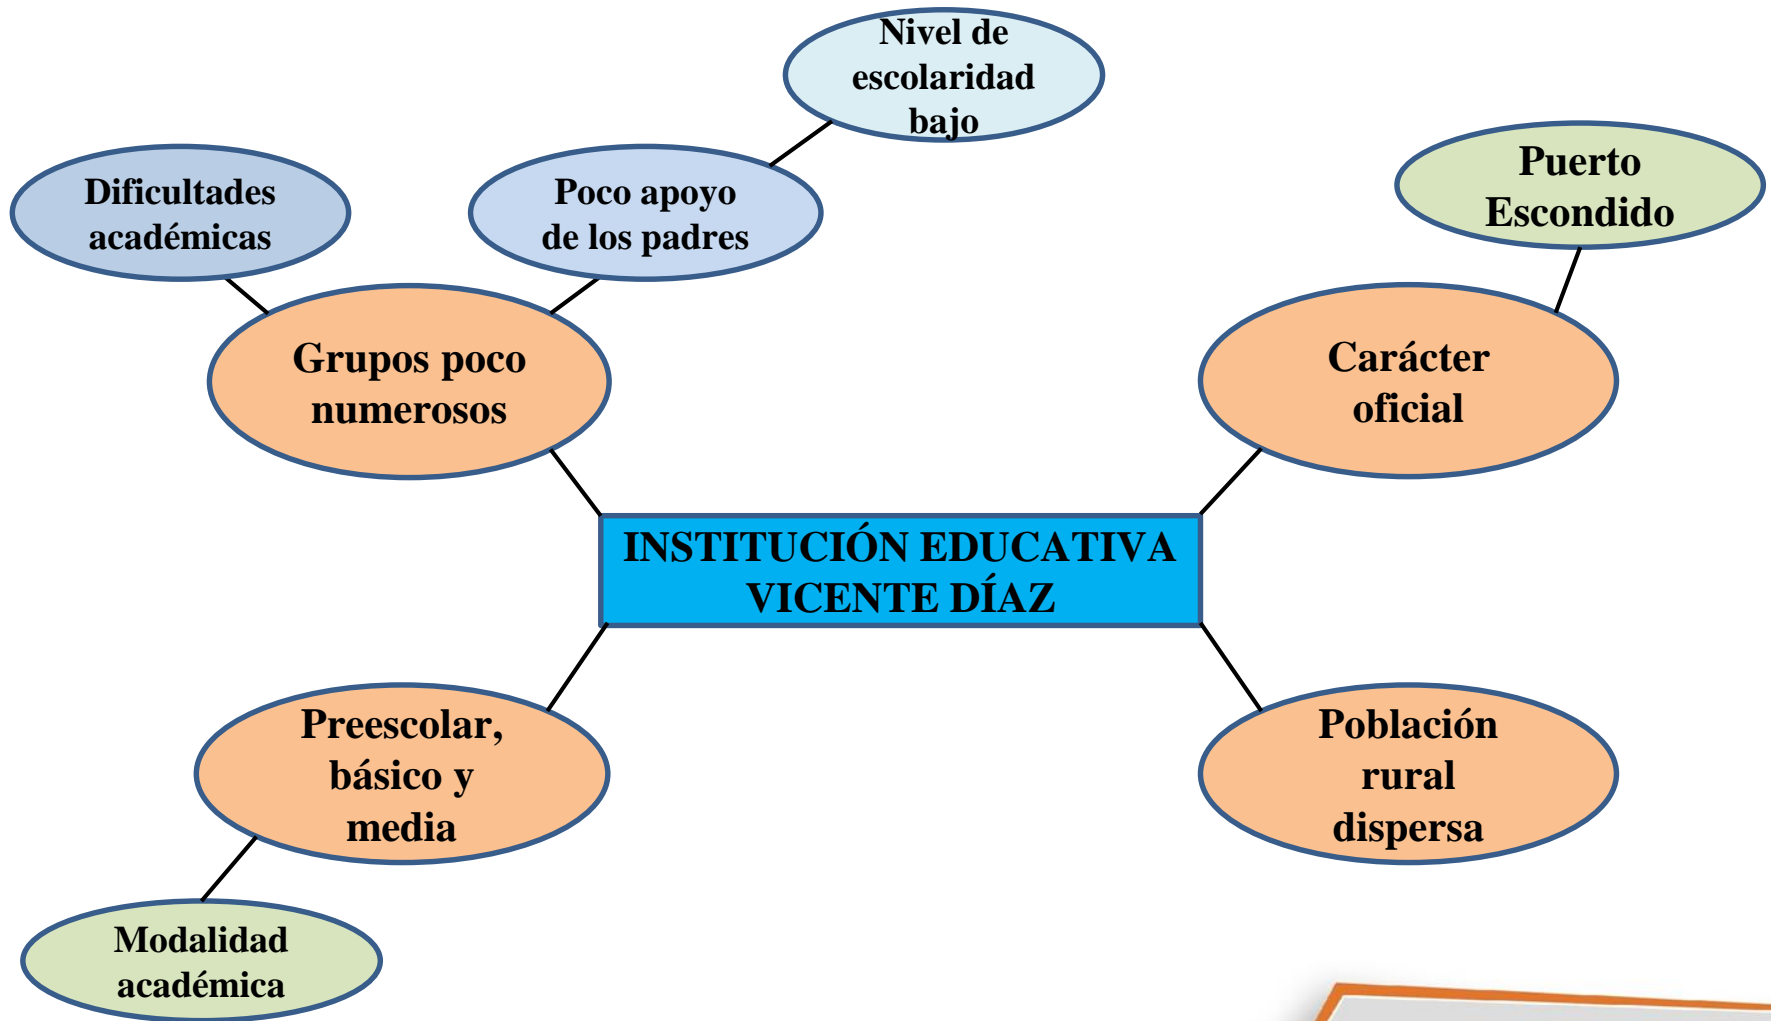 Nivel de
escolaridad
bajo
Dificultades
académicas
Poco apoyo
de los padres
Puerto
Escondido
Grupos poco
numerosos
Carácter
oficial
INSTITUCIÓN EDUCATIVA
VICENTE DÍAZ
Preescolar,
básico y
media
Población
rural
dispersa
Modalidad
académica